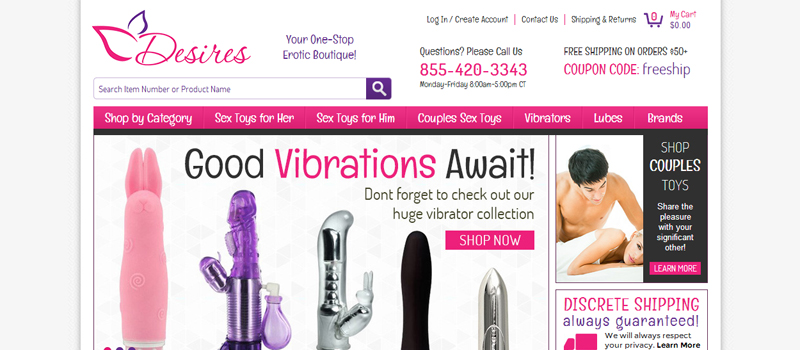 Desires
Your One-Stop
Erotic Boutique!
Log In / Create Account | Contact Us | Shipping & Returns
0
My Cart
$0.00
Questions? Please Call Us
855-420-3343
Monday-Friday 8:00am-5:00pm CT
FREE SHIPPING ON ORDERS $50+
COUPON CODE: freeship
Search Item Number or Product Name
Shop by Category
Sex Toys for Her
Sex Toys for Him
Couples Sex Toys
Vibrators
Lubes
Brands
Good Vibrations Await!
Dont forget to check out our
huge vibrator collection
SHOP NOW
SHOP
COUPLES
TOYS
Share the
pleasure
with your
significant
other!
LEARN MORE
DISCRETE SHIPPING
always guaranteed!
We will always respect
your privacy. Learn More